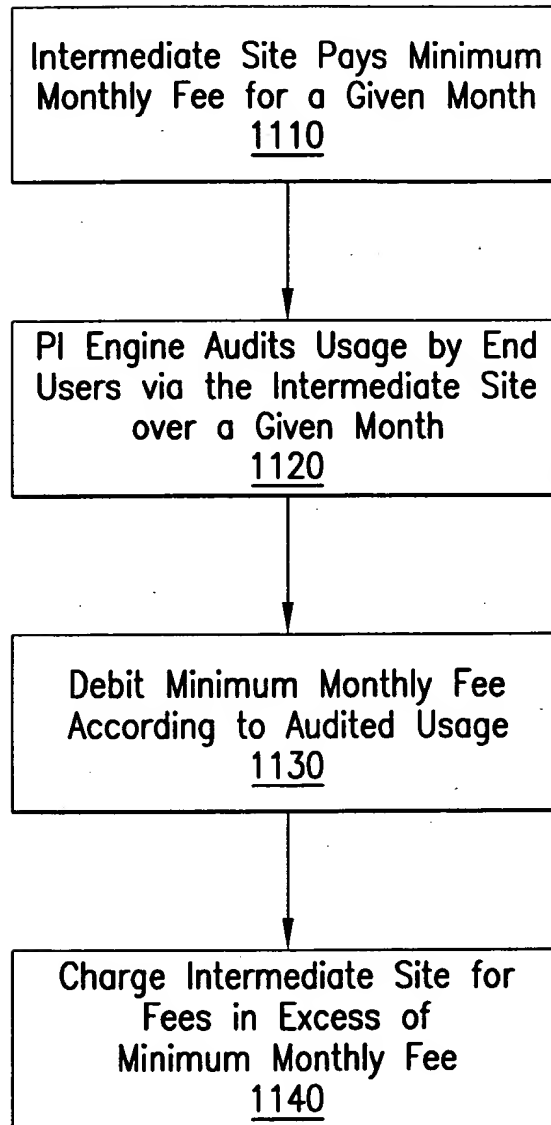 Intermediate Site Pays Minimum
Monthly Fee for a Given Month
1110
PI Engine Audits Usage by End
Users via the Intermediate Site
over a Given Month
1120
Debit Minimum Monthly Fee
According to Audited Usage
1130
Charge Intermediate Site for
Fees in Excess of
Minimum Monthly Fee
1140